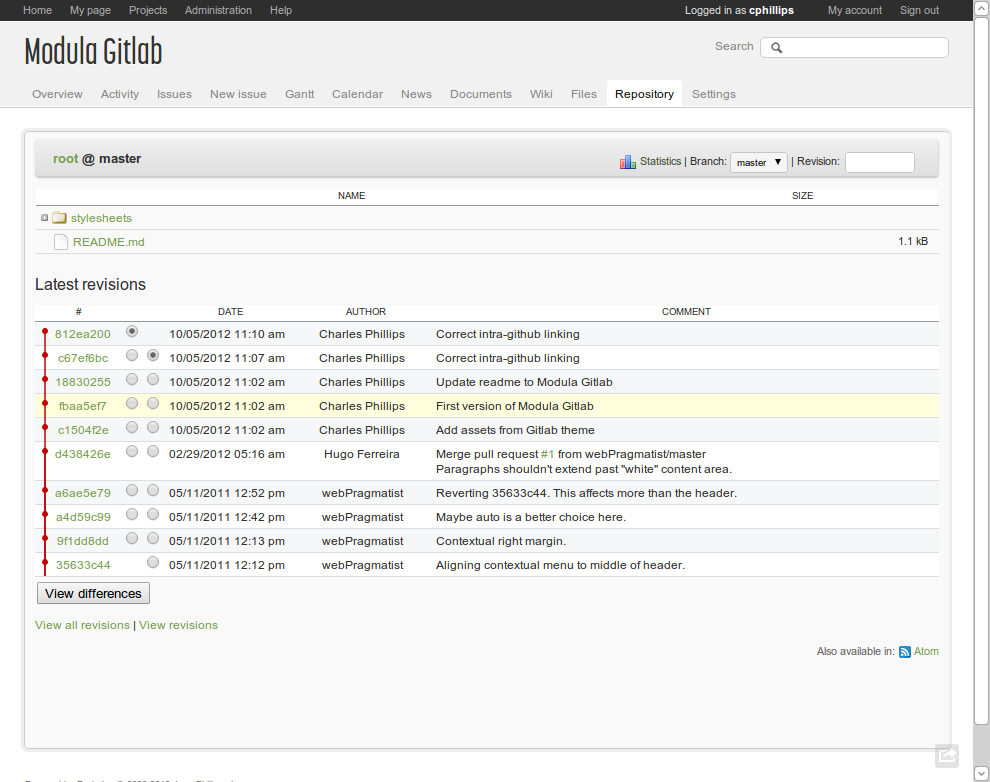 Home My page Projects Administration Help Logged in as cphillips My account Sign out
Modula Gitlab
Search
Overview Activity Issues New issue Gantt Calendar News Documents Wiki Files Repository Settings
root @ master
Statistics | Branch: master | Revision:
NAME SIZE
stylesheets
README.md 1.1 kB
Latest revisions
# DATE AUTHOR COMMENT
812ea200 10/05/2012 11:10 am Charles Phillips Correct intra-github linking
c67ef6bc 10/05/2012 11:07 am Charles Phillips Correct intra-github linking
18830255 10/05/2012 11:02 am Charles Phillips Update readme to Modula Gitlab
fbaa5ef7 10/05/2012 11:02 am Charles Phillips First version of Modula Gitlab
c1504f2e 10/05/2012 11:02 am Charles Phillips Add assets from Gitlab theme
d438426e 02/29/2012 05:16 am Hugo Ferreira Merge pull request #1 from webPragmatist/master
Paragraphs shouldn't extend past "white" content area.
a6ae5e79 05/11/2011 12:52 pm webPragmatist Reverting 35633c44. This affects more than the header.
a4d59c99 05/11/2011 12:42 pm webPragmatist Maybe auto is a better choice here.
9f1dd8dd 05/11/2011 12:13 pm webPragmatist Contextual right margin.
35633c44 05/11/2011 12:12 pm webPragmatist Aligning contextual menu to middle of header.
View differences
View all revisions | View revisions
Also available in: Atom